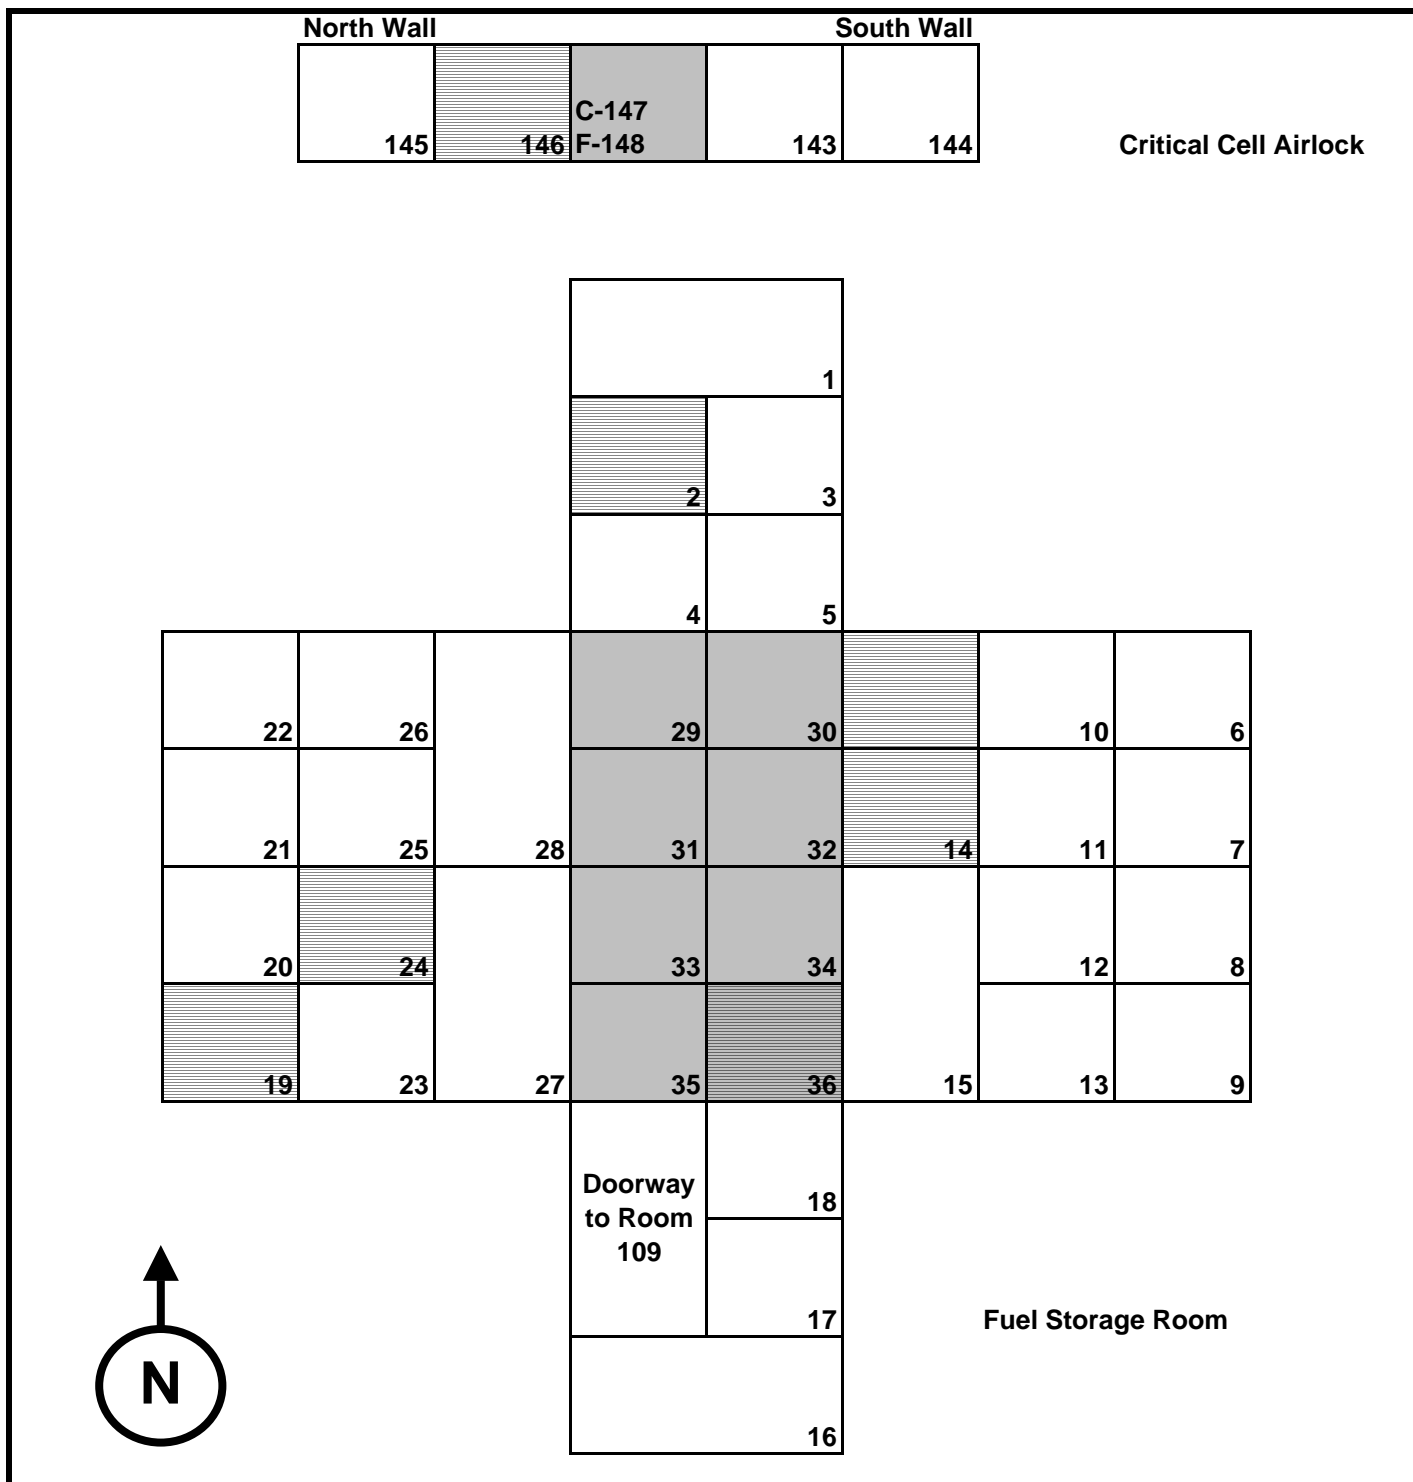 North Wall South Wall
C-147
145 146 F-148 143 144 Critical Cell Airlock
1
2 3
4 5
22 26 29 30 10 6
21 25 28 31 32 14 11 7
20 24 33 34 12 8
19 23 27 35 36 15 13 9
Doorway
18
to Room
109
17 Fuel Storage Room
N
16